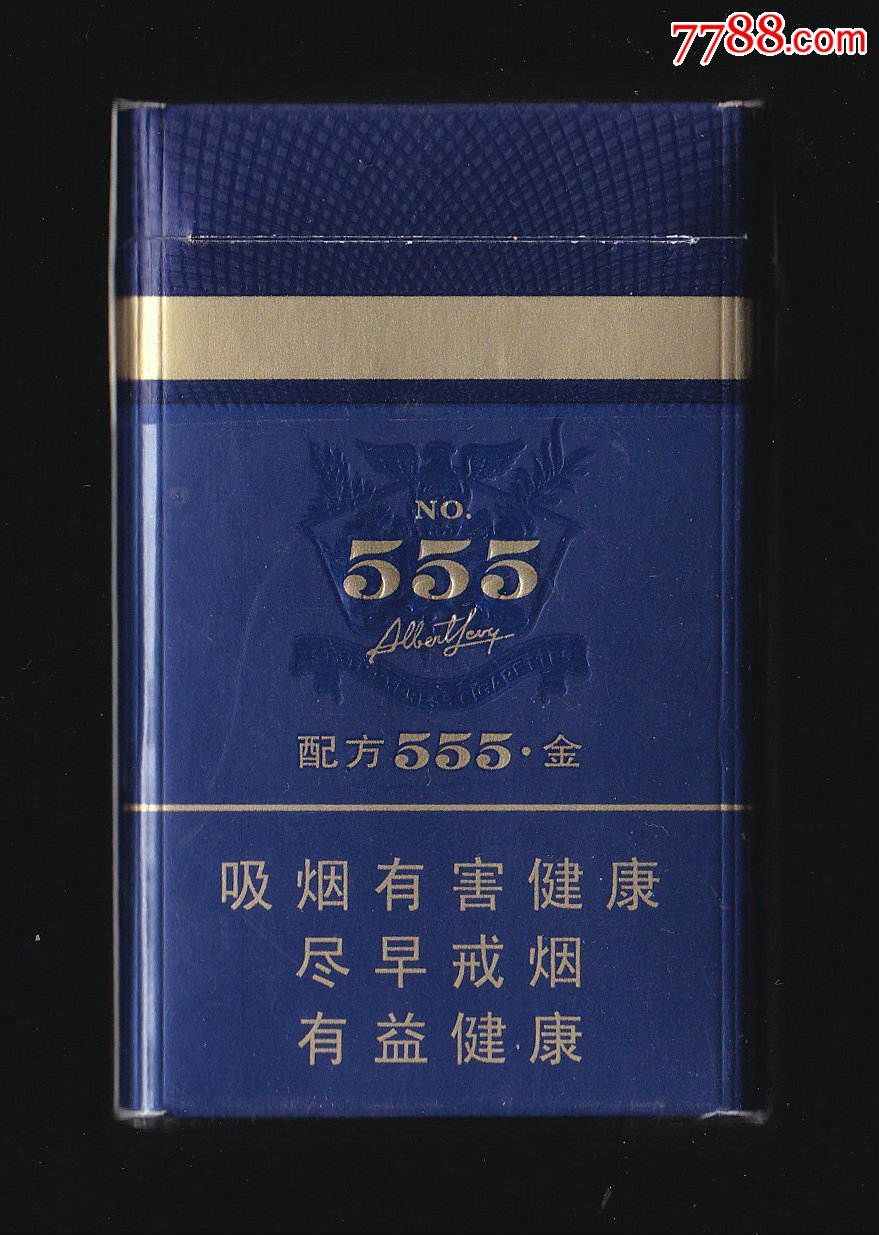 7788.com
NO.
555
Albert Levy
配方555·金
吸烟有害健康
尽早戒烟
有益健康